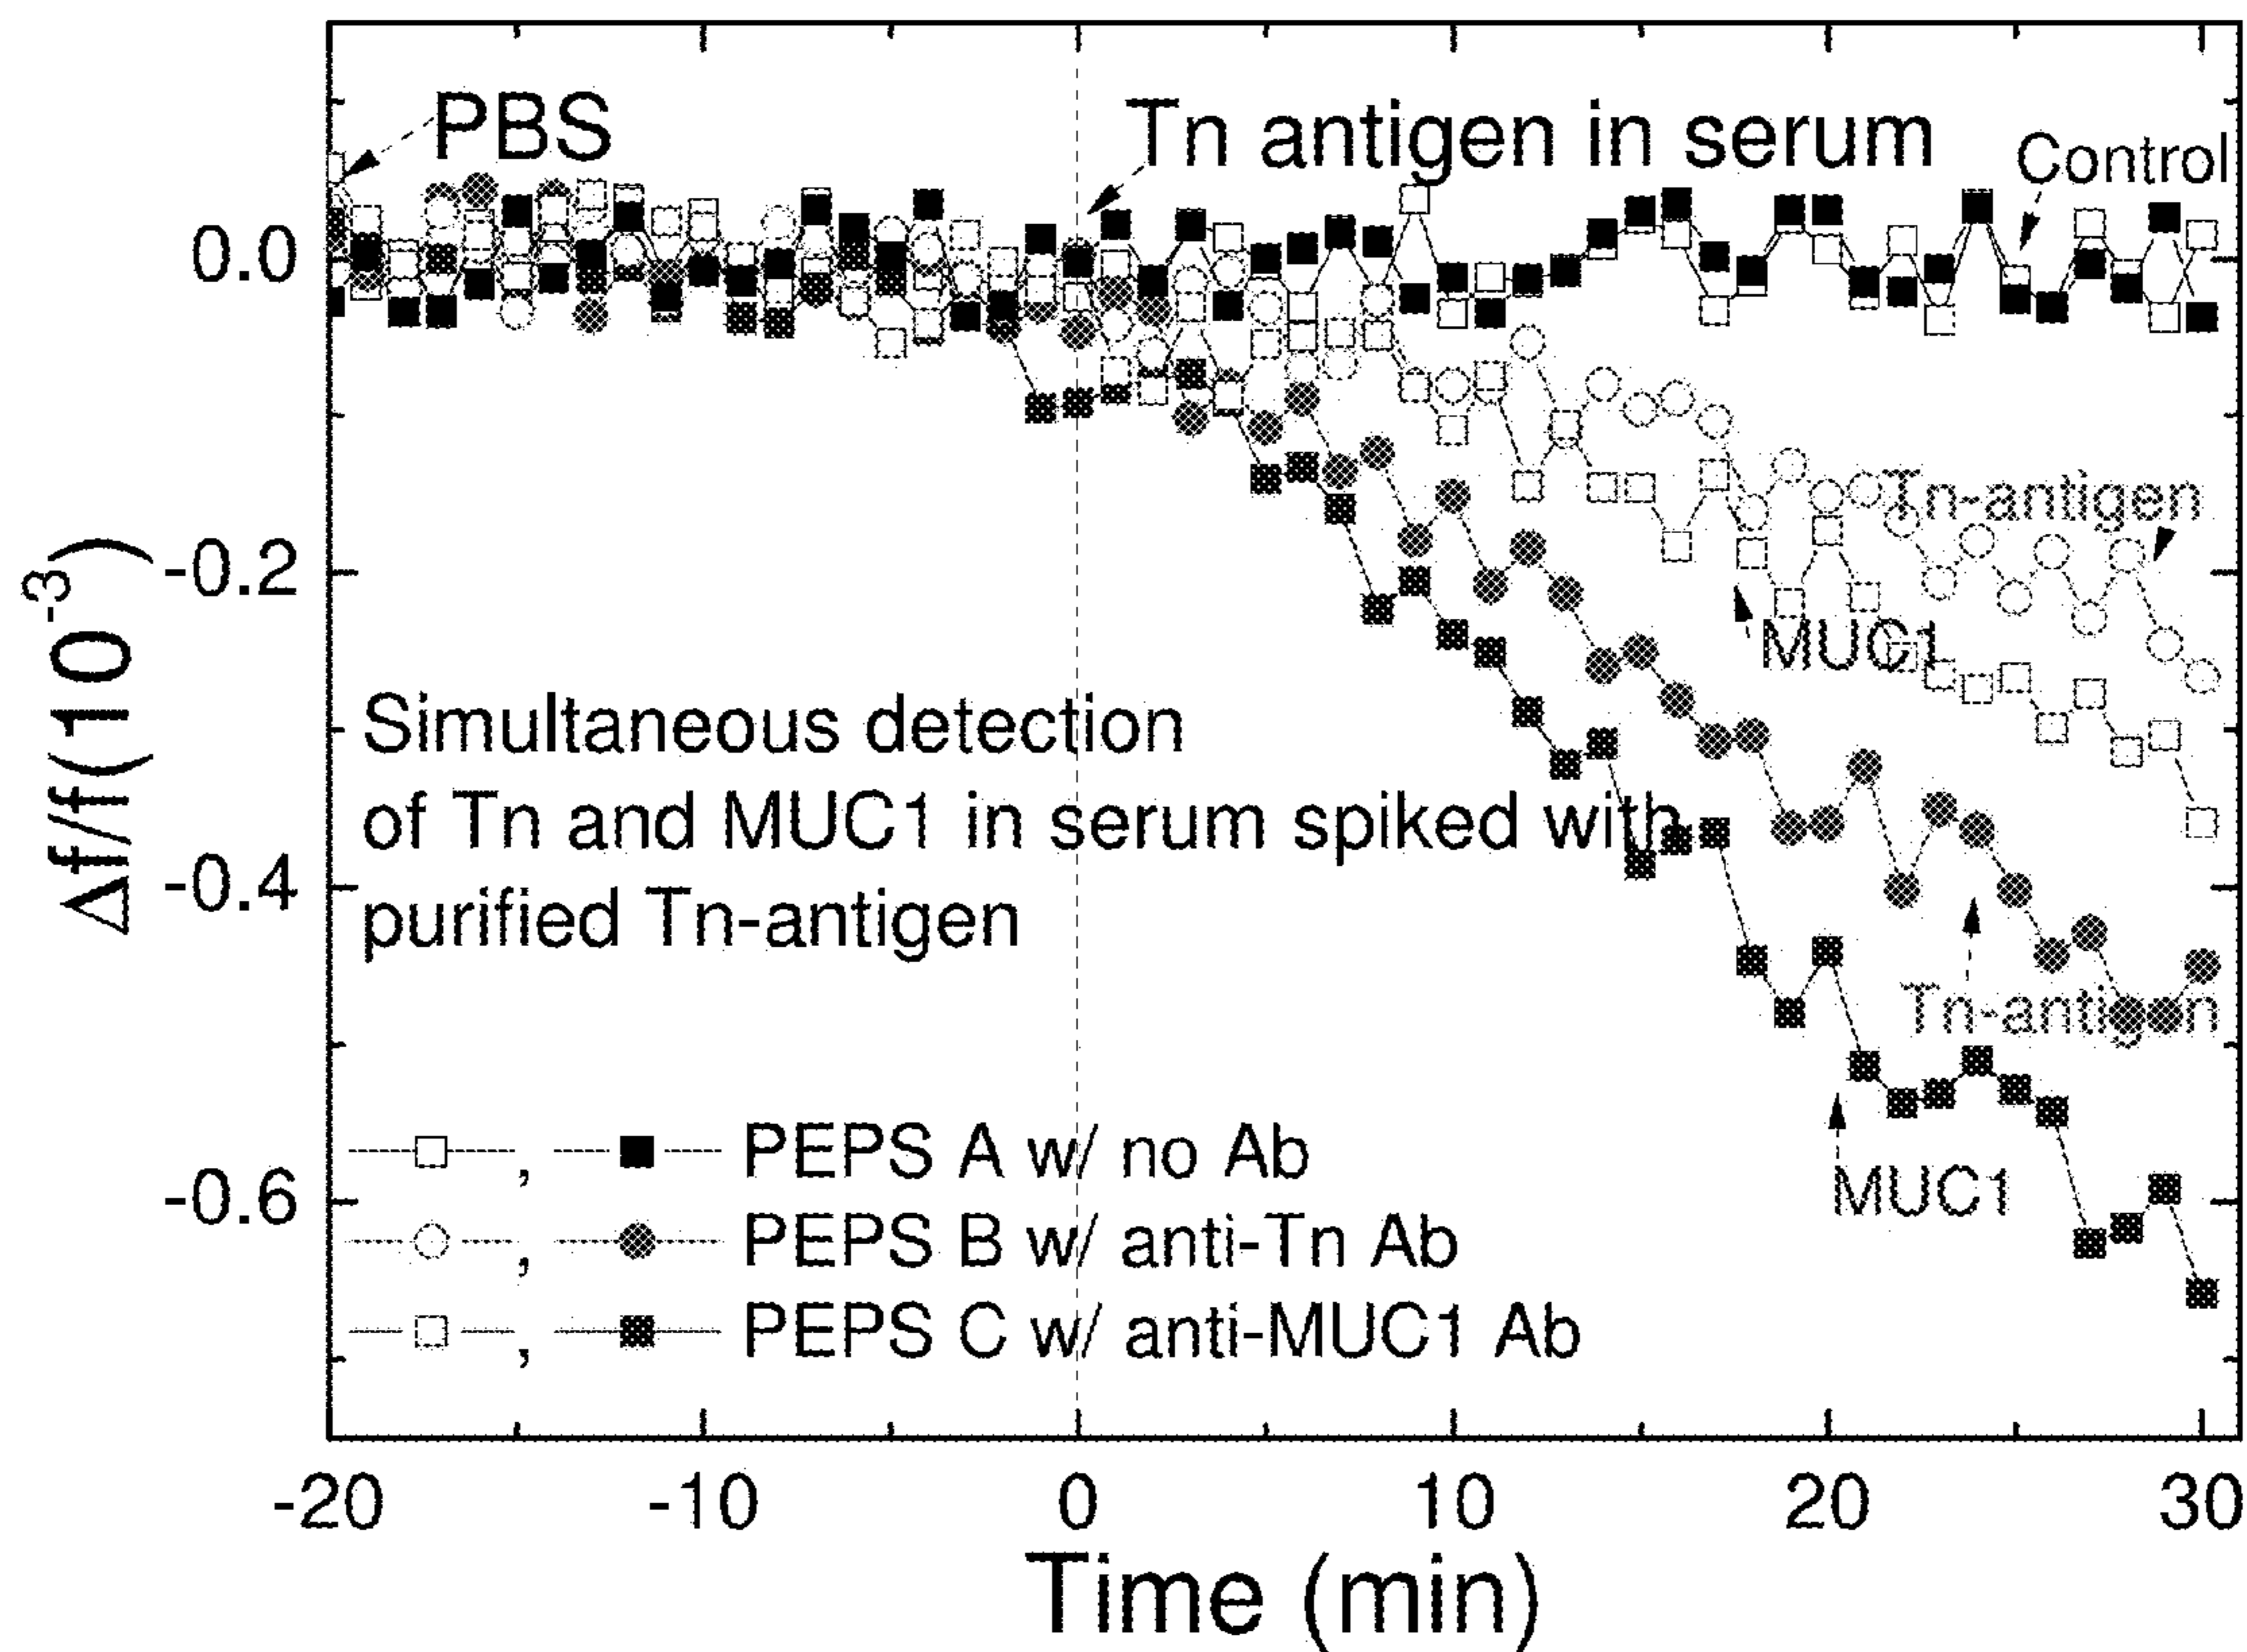 PBS
Tn antigen in serum
Control
0.0
-0.2
-0.4
-0.6
Δf/f(10⁻³)
Tn-antigen
MUC1
Simultaneous detection
of Tn and MUC1 in serum spiked with
purified Tn-antigen
Tn-antigen
MUC1
, PEPS A w/ no Ab
, PEPS B w/ anti-Tn Ab
, PEPS C w/ anti-MUC1 Ab
-20 -10 0 10 20 30
Time (min)